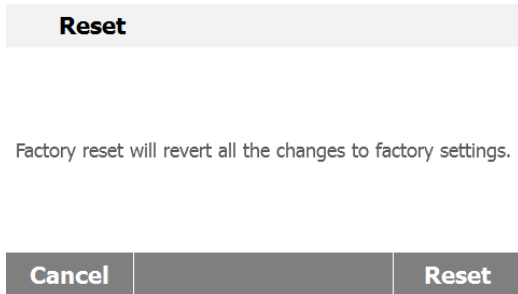 Reset
Factory reset will revert all the changes to factory settings.
Cancel
Reset